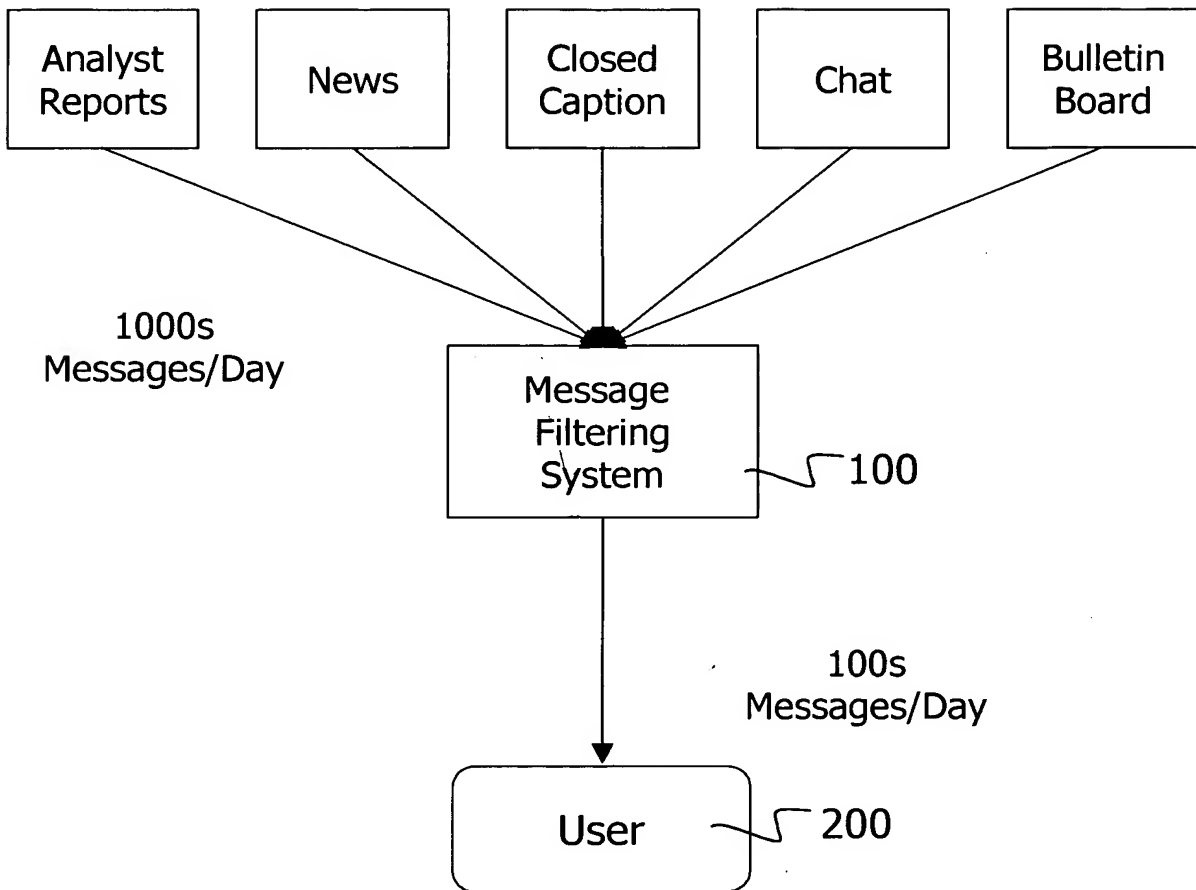 Analyst
Reports
News
Closed
Caption
Chat
Bulletin
Board
1000s
Messages/Day
Message
Filtering
System
100
100s
Messages/Day
User
200